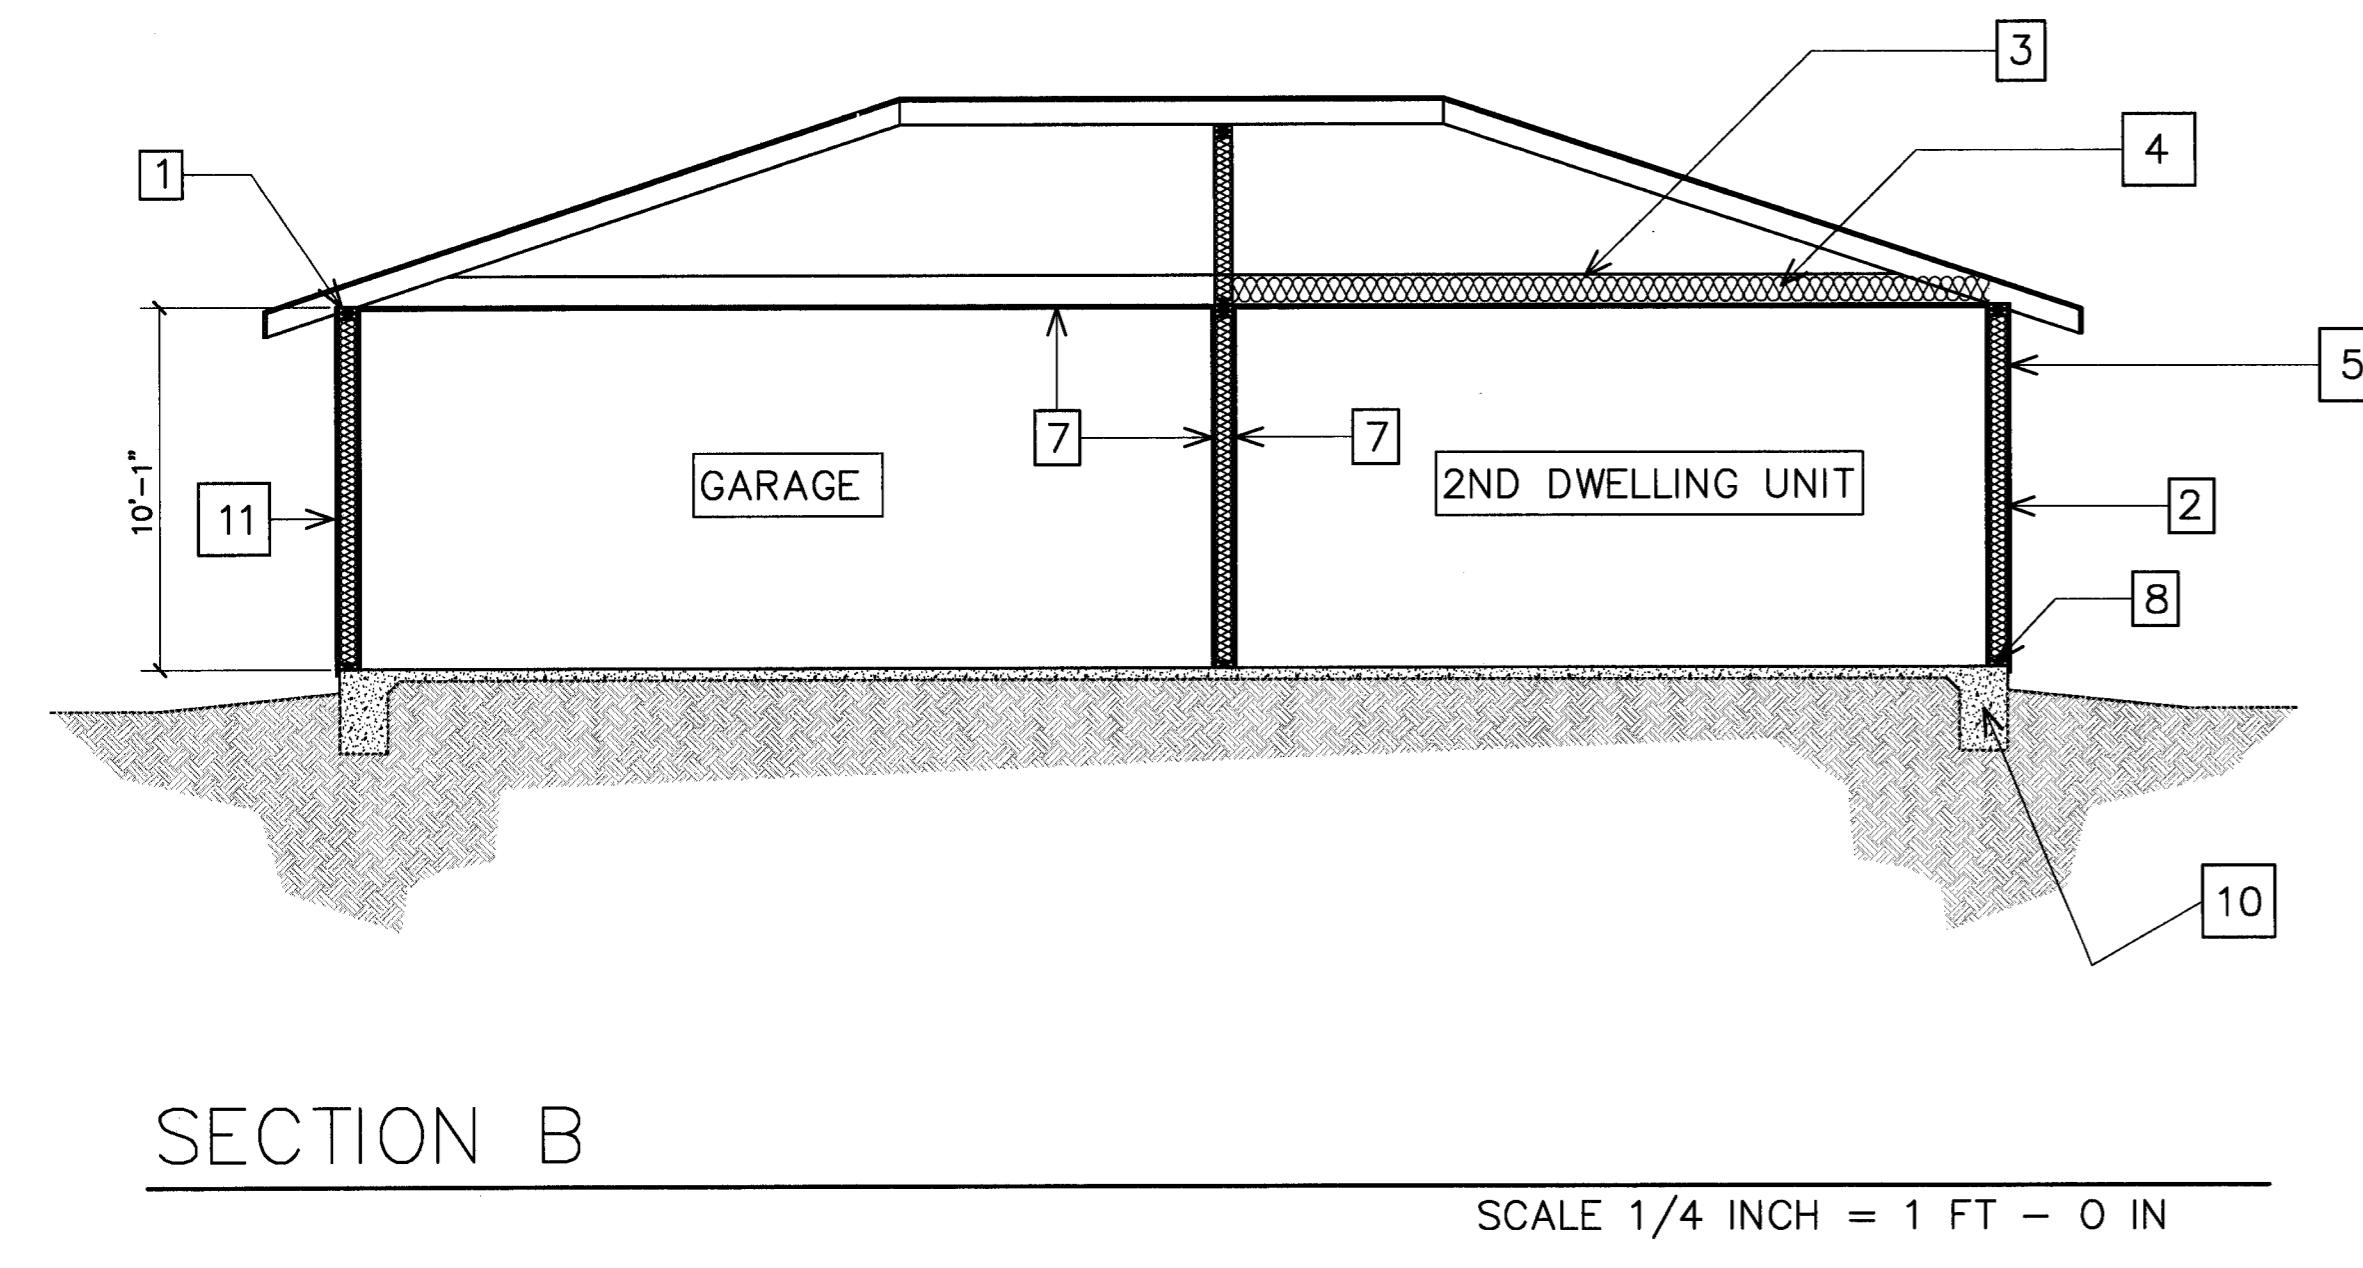 3
4
1
5
7
7
10'-1"
GARAGE
2ND DWELLING UNIT
11
2
8
10
SECTION B
SCALE 1/4 INCH = 1 FT - 0 IN